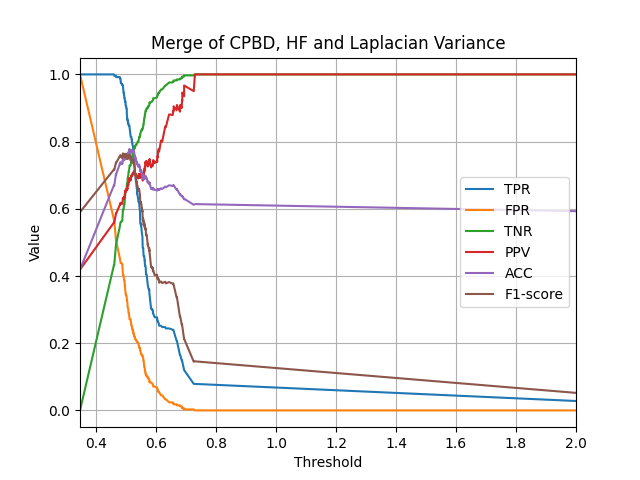 Merge of CPBD, HF and Laplacian Variance
1.0
0.8
0.6
0.4
0.2
0.0
Value
TPR
FPR
TNR
PPV
ACC
F1-score
0.4 0.6 0.8 1.0 1.2 1.4 1.6 1.8 2.0
Threshold